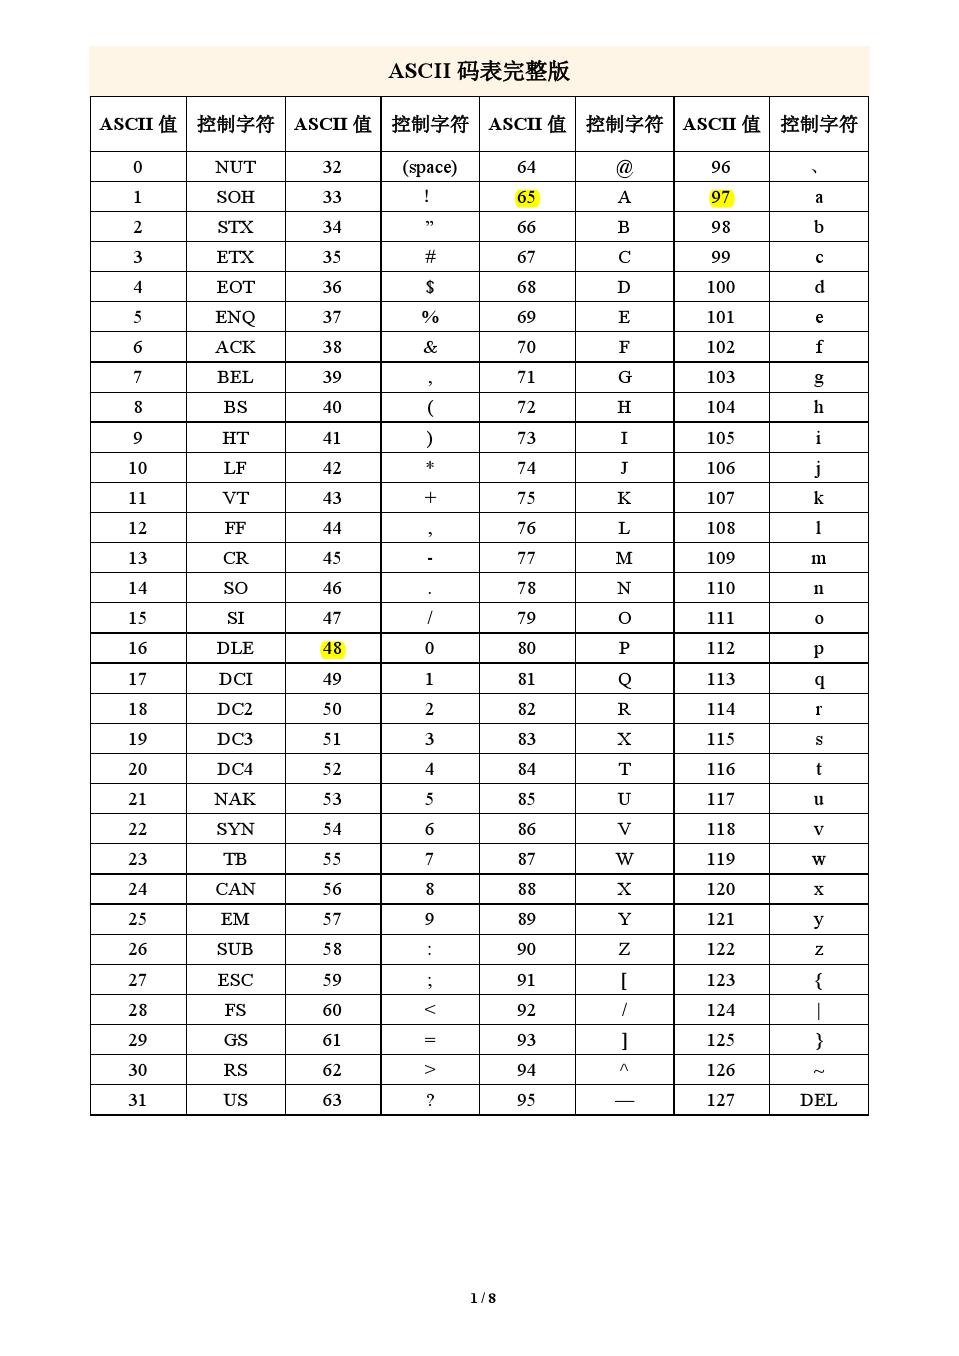 ASCII 码表完整版
ASCII 值 控制字符 ASCII 值 控制字符 ASCII 值 控制字符 ASCII 值 控制字符
0 NUT 32 (space) 64 @ 96 、
1 SOH 33 ! 65 A 97 a
2 STX 34 ” 66 B 98 b
3 ETX 35 # 67 C 99 c
4 EOT 36 $ 68 D 100 d
5 ENQ 37 % 69 E 101 e
6 ACK 38 & 70 F 102 f
7 BEL 39 , 71 G 103 g
8 BS 40 ( 72 H 104 h
9 HT 41 ) 73 I 105 i
10 LF 42 * 74 J 106 j
11 VT 43 + 75 K 107 k
12 FF 44 , 76 L 108 l
13 CR 45 - 77 M 109 m
14 SO 46 . 78 N 110 n
15 SI 47 / 79 O 111 o
16 DLE 48 0 80 P 112 p
17 DCI 49 1 81 Q 113 q
18 DC2 50 2 82 R 114 r
19 DC3 51 3 83 X 115 s
20 DC4 52 4 84 T 116 t
21 NAK 53 5 85 U 117 u
22 SYN 54 6 86 V 118 v
23 TB 55 7 87 W 119 w
24 CAN 56 8 88 X 120 x
25 EM 57 9 89 Y 121 y
26 SUB 58 : 90 Z 122 z
27 ESC 59 ; 91 [ 123 {
28 FS 60 < 92 / 124 |
29 GS 61 = 93 ] 125 }
30 RS 62 > 94 ^ 126 ~
31 US 63 ? 95 — 127 DEL
1 / 8